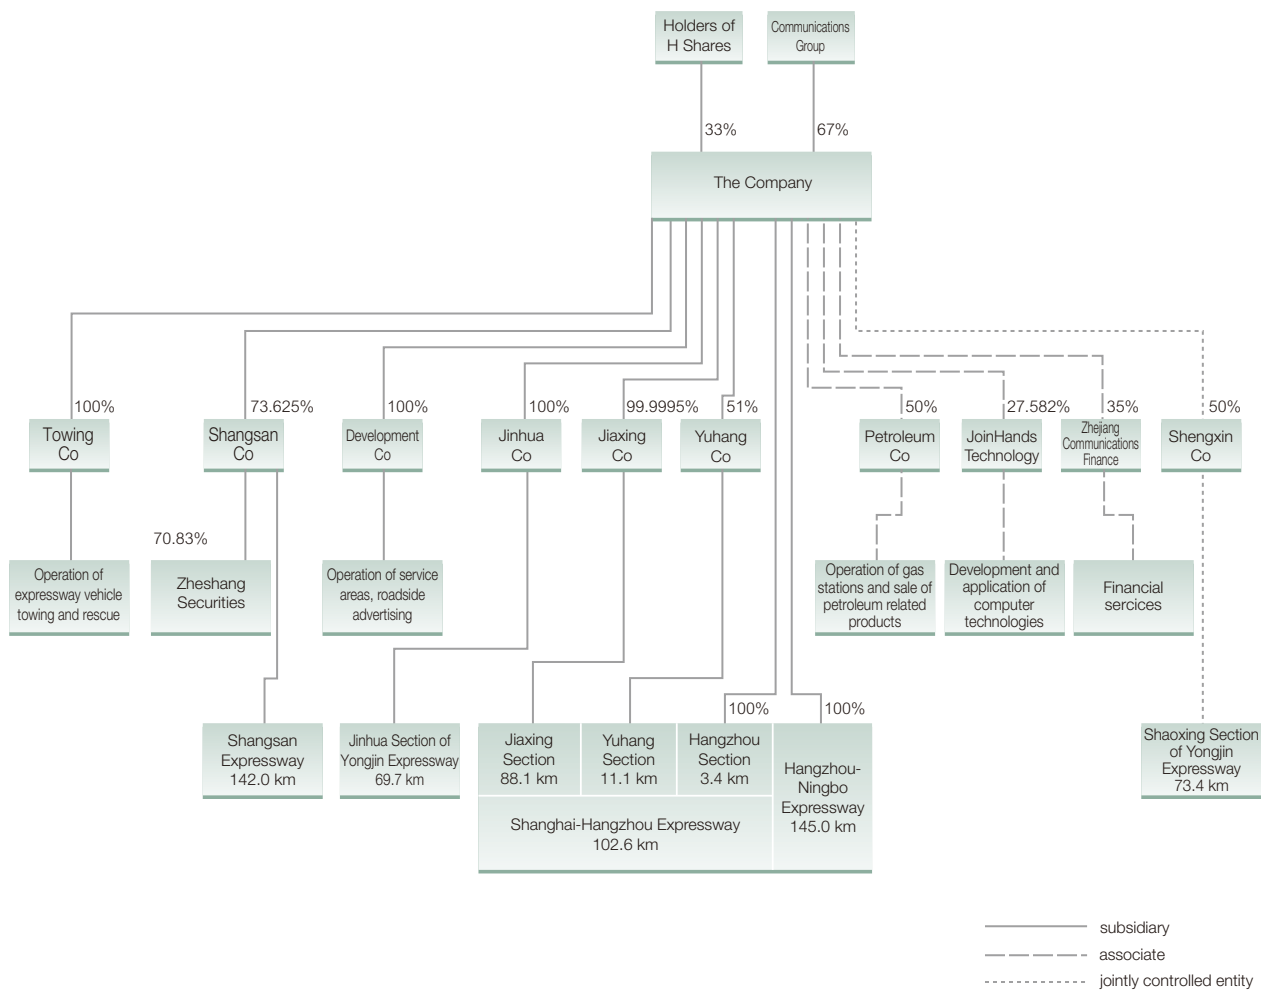 Holders of
H Shares
Communications
Group
33%
67%
The Company
100%
73.625%
100%
100%
99.9995%
51%
50%
27.582%
35%
50%
Towing
Co
Shangsan
Co
Development
Co
Jinhua
Co
Jiaxing
Co
Yuhang
Co
Petroleum
Co
JoinHands
Technology
Zhejiang
Communications
Finance
Shengxin
Co
70.83%
Operation of
expressway vehicle
towing and rescue
Zheshang
Securities
Operation of service
areas, roadside
advertising
Operation of gas
stations and sale of
petroleum related
products
Development and
application of
computer
technologies
Financial
sercices
100%
100%
Shangsan
Expressway
142.0 km
Jinhua Section of
Yongjin Expressway
69.7 km
Jiaxing
Section
88.1 km
Yuhang
Section
11.1 km
Hangzhou
Section
3.4 km
Hangzhou-
Ningbo
Expressway
145.0 km
Shanghai-Hangzhou Expressway
102.6 km
Shaoxing Section
of Yongjin
Expressway
73.4 km
subsidiary
associate
jointly controlled entity